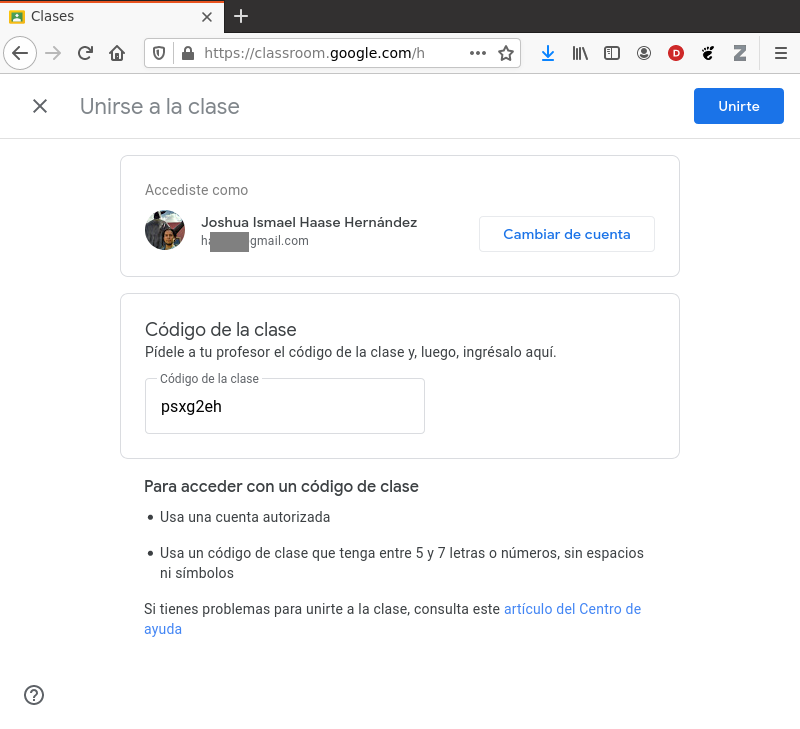 Clases
https://classroom.google.com/h
Unirse a la clase
Unirte
Accediste como
Joshua Ismael Haase Hernández
gmail.com
Cambiar de cuenta
Código de la clase
Pídele a tu profesor el código de la clase y, luego, ingrésalo aquí.
Código de la clase
psxg2eh
Para acceder con un código de clase
• Usa una cuenta autorizada
• Usa un código de clase que tenga entre 5 y 7 letras o números, sin espacios
ni símbolos
Si tienes problemas para unirte a la clase, consulta este artículo del Centro de
ayuda